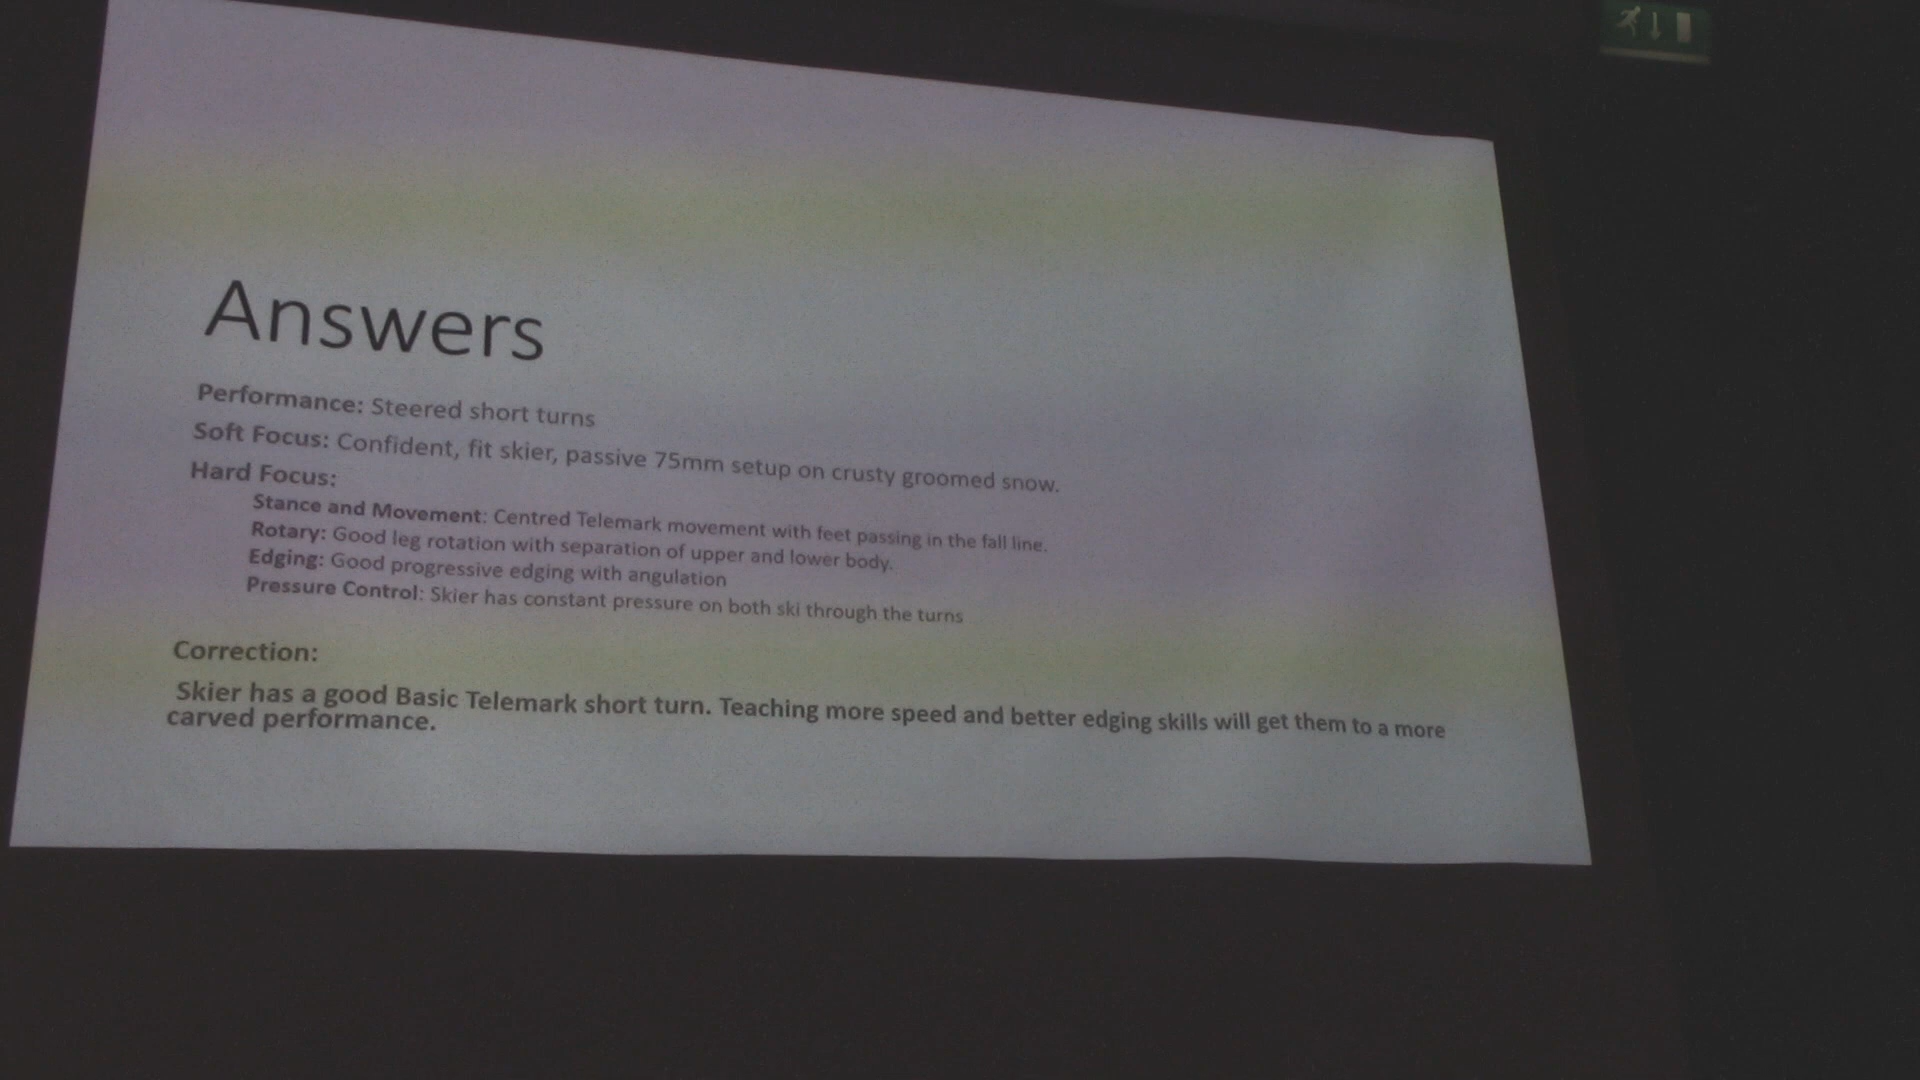 Answers
Performance: Steered short turns
Soft Focus: Confident, fit skier, passive 75mm setup on crusty groomed snow.
Hard Focus:
Stance and Movement: Centred Telemark movement with feet passing in the fall line.
Rotary: Good leg rotation with separation of upper and lower body.
Edging: Good progressive edging with angulation
Pressure Control: Skier has constant pressure on both ski through the turns
Correction:
Skier has a good Basic Telemark short turn. Teaching more speed and better edging skills will get them to a more
carved performance.